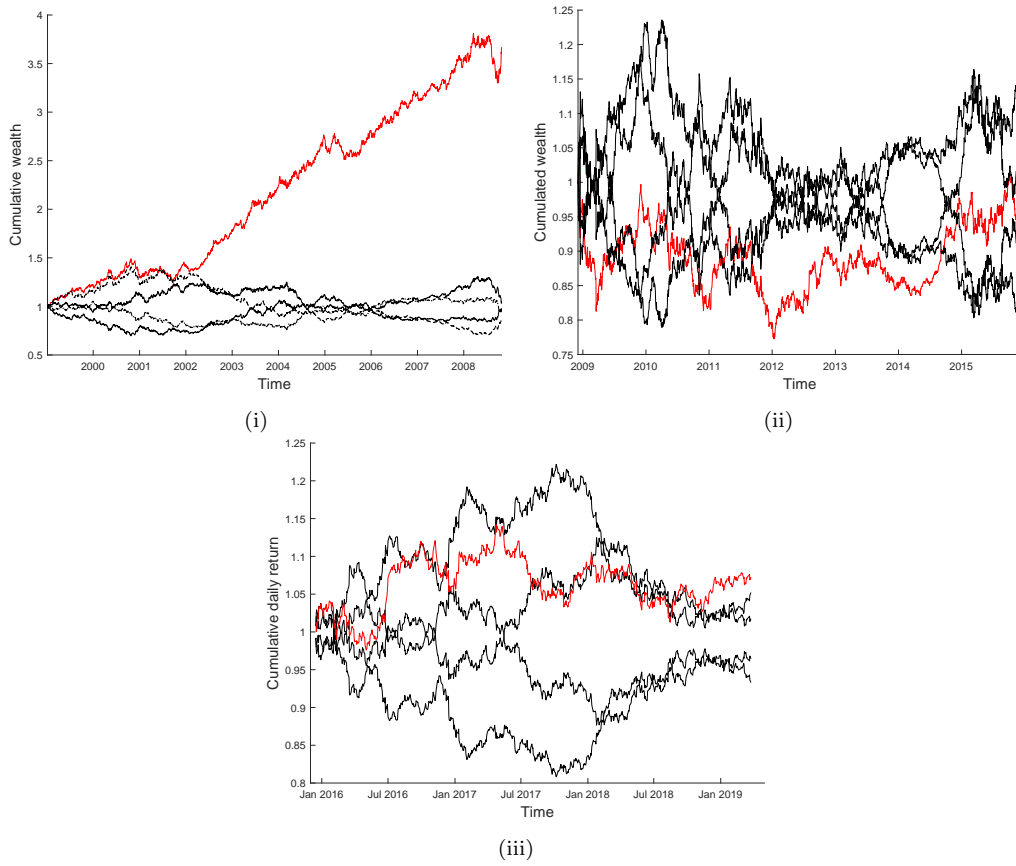 4
3.5
3
2.5
2
1.5
1
0.5
Cumulative wealth
2000 2001 2002 2003 2004 2005 2006 2007 2008
Time
(i)
1.25
1.2
1.15
1.1
1.05
1
0.95
0.9
0.85
0.8
0.75
Cumulated wealth
2009 2010 2011 2012 2013 2014 2015
Time
(ii)
1.25
1.2
1.15
1.1
1.05
1
0.95
0.9
0.85
0.8
Cumulative daily return
Jan 2016 Jul 2016 Jan 2017 Jul 2017 Jan 2018 Jul 2018 Jan 2019
Time
(iii)